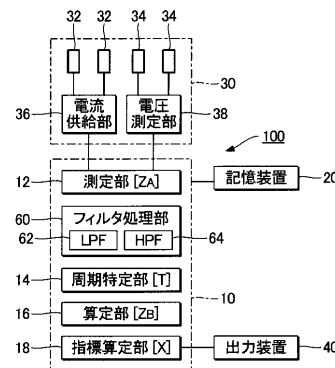 32 32 34 34
30
36 電流供給部 電圧測定部 38
100
12 測定部[ZA] 記憶装置 20
60 フィルタ処理部
62 LPF HPF 64
14 周期特定部[T] 10
16 算定部[ZB]
18 指標算定部[X] 出力装置 40